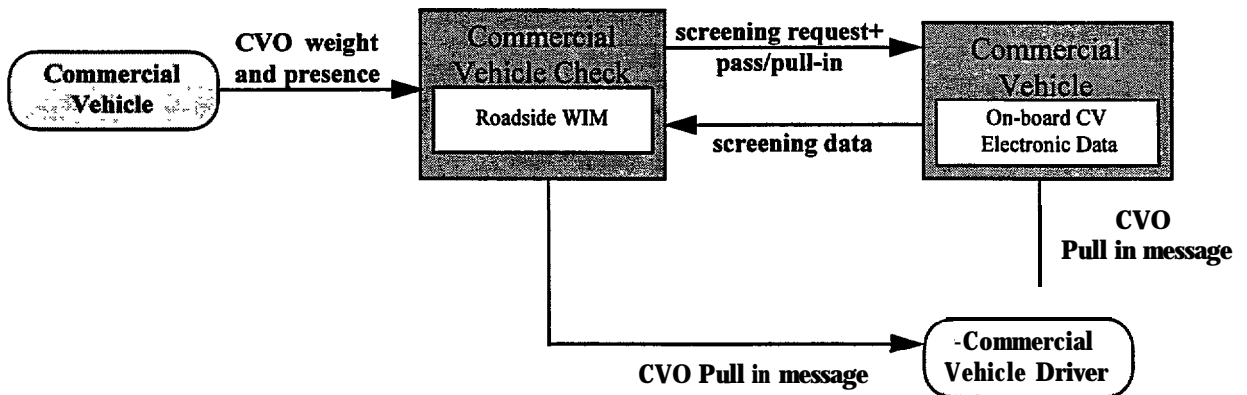 Commercial
Vehicle
CVO weight
and presence
Commercial
Vehicle Check
Roadside WIM
screening request+
pass/pull-in
screening data
Commercial
Vehicle
On-board CV
Electronic Data
CVO
Pull in message
CVO Pull in message
-Commercial
Vehicle Driver